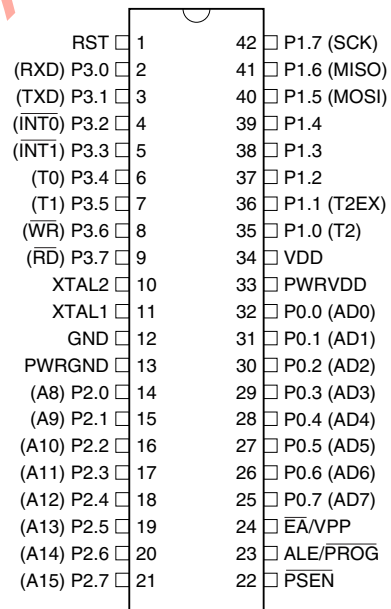 RST 1 42 P1.7 (SCK)
(RXD) P3.0 2 41 P1.6 (MISO)
(TXD) P3.1 3 40 P1.5 (MOSI)
(I̅N̅T̅0̅) P3.2 4 39 P1.4
(I̅N̅T̅1̅) P3.3 5 38 P1.3
(T0) P3.4 6 37 P1.2
(T1) P3.5 7 36 P1.1 (T2EX)
(W̅R̅) P3.6 8 35 P1.0 (T2)
(R̅D̅) P3.7 9 34 VDD
XTAL2 10 33 PWRVDD
XTAL1 11 32 P0.0 (AD0)
GND 12 31 P0.1 (AD1)
PWRGND 13 30 P0.2 (AD2)
(A8) P2.0 14 29 P0.3 (AD3)
(A9) P2.1 15 28 P0.4 (AD4)
(A10) P2.2 16 27 P0.5 (AD5)
(A11) P2.3 17 26 P0.6 (AD6)
(A12) P2.4 18 25 P0.7 (AD7)
(A13) P2.5 19 24 E̅A̅/VPP
(A14) P2.6 20 23 ALE/P̅R̅O̅G̅
(A15) P2.7 21 22 P̅S̅E̅N̅